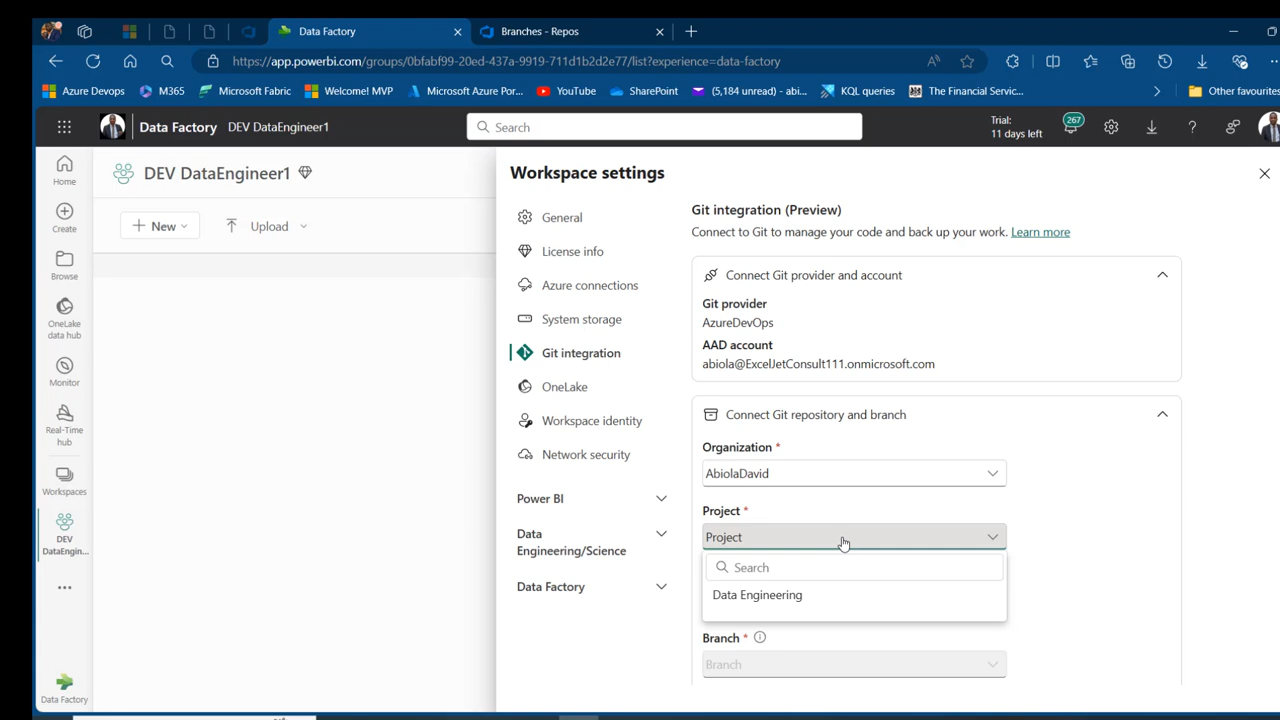 Data Factory
Branches - Repos
https://app.powerbi.com/groups/0bfabf99-20ed-437a-9919-711d1b2d2e77/list?experience=data-factory
Azure Devops
M365
Microsoft Fabric
Welcome! MVP
Microsoft Azure Por...
YouTube
SharePoint
(5,184 unread) - abi...
KQL queries
The Financial Servic...
Other favourites
Data Factory
DEV DataEngineer1
Search
Trial:
11 days left
267
Home
Create
Browse
OneLake
data hub
Monitor
Real-Time
hub
Workspaces
DEV
DataEngin...
Data Factory
DEV DataEngineer1
New
Upload
Workspace settings
General
License info
Azure connections
System storage
Git integration
OneLake
Workspace identity
Network security
Power BI
Data
Engineering/Science
Data Factory
Git integration (Preview)
Connect to Git to manage your code and back up your work. Learn more
Connect Git provider and account
Git provider
AzureDevOps
AAD account
abiola@ExcelJetConsult111.onmicrosoft.com
Connect Git repository and branch
Organization *
AbiolaDavid
Project *
Project
Search
Data Engineering
Branch *
Branch